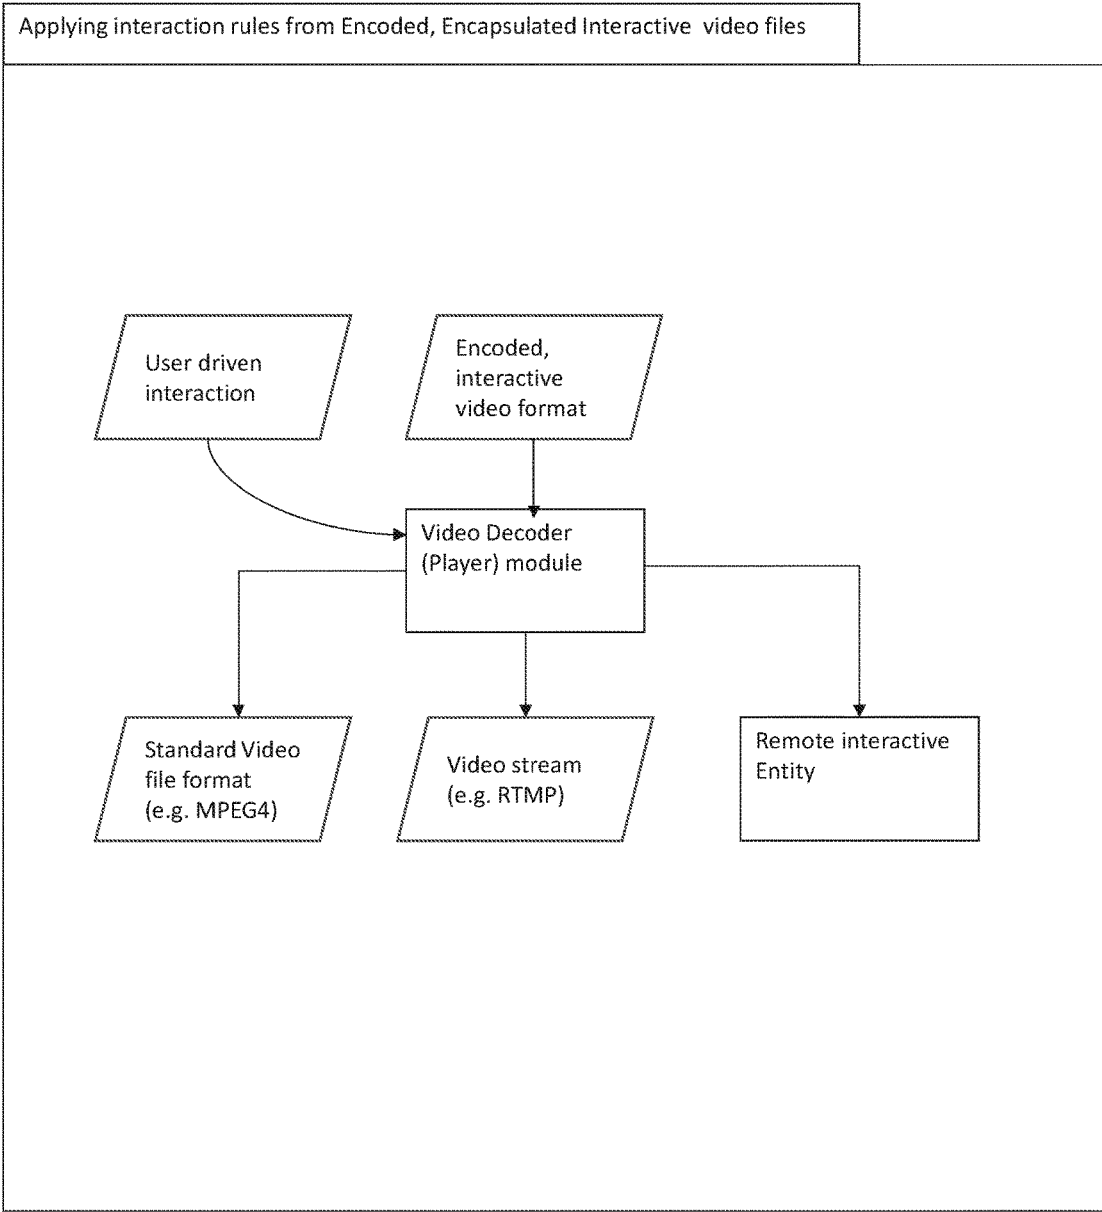 Applying interaction rules from Encoded, Encapsulated Interactive video files
User driven
interaction
Encoded,
interactive
video format
Video Decoder
(Player) module
Standard Video
file format
(e.g. MPEG4)
Video stream
(e.g. RTMP)
Remote interactive
Entity